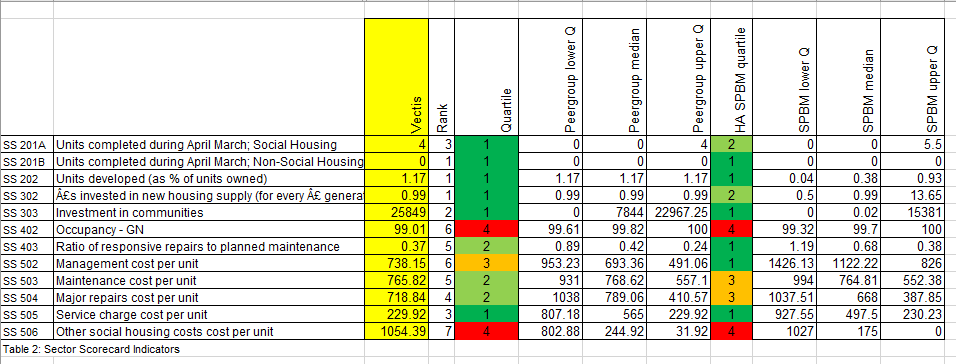 Vectis Rank Quartile Peergroup lower Q Peergroup median Peergroup upper Q HA SPBM quartile SPBM lower Q SPBM median SPBM upper Q
SS 201A Units completed during April March; Social Housing 4 3 1 0 0 4 2 0 0 5.5
SS 201B Units completed during April March; Non-Social Housing 0 1 1 0 0 0 1 0 0 0
SS 202 Units developed (as % of units owned) 1.17 1 1 1.17 1.17 1.17 1 0.04 0.38 0.93
SS 302 Â£s invested in new housing supply (for every Â£ genera 0.99 1 1 0.99 0.99 0.99 2 0.5 0.99 13.65
SS 303 Investment in communities 25849 2 1 0 7844 22967.25 1 0 0.02 15381
SS 402 Occupancy - GN 99.01 6 4 99.61 99.82 100 4 99.32 99.7 100
SS 403 Ratio of responsive repairs to planned maintenance 0.37 5 2 0.89 0.42 0.24 1 1.19 0.68 0.38
SS 502 Management cost per unit 738.15 6 3 953.23 693.36 491.06 1 1426.13 1122.22 826
SS 503 Maintenance cost per unit 765.82 5 2 931 768.62 557.1 3 994 764.81 552.38
SS 504 Major repairs cost per unit 718.84 4 2 1038 789.06 410.57 3 1037.51 668 387.85
SS 505 Service charge cost per unit 229.92 3 1 807.18 565 229.92 1 927.55 497.5 230.23
SS 506 Other social housing costs cost per unit 1054.39 7 4 802.88 244.92 31.92 4 1027 175 0
Table 2: Sector Scorecard Indicators